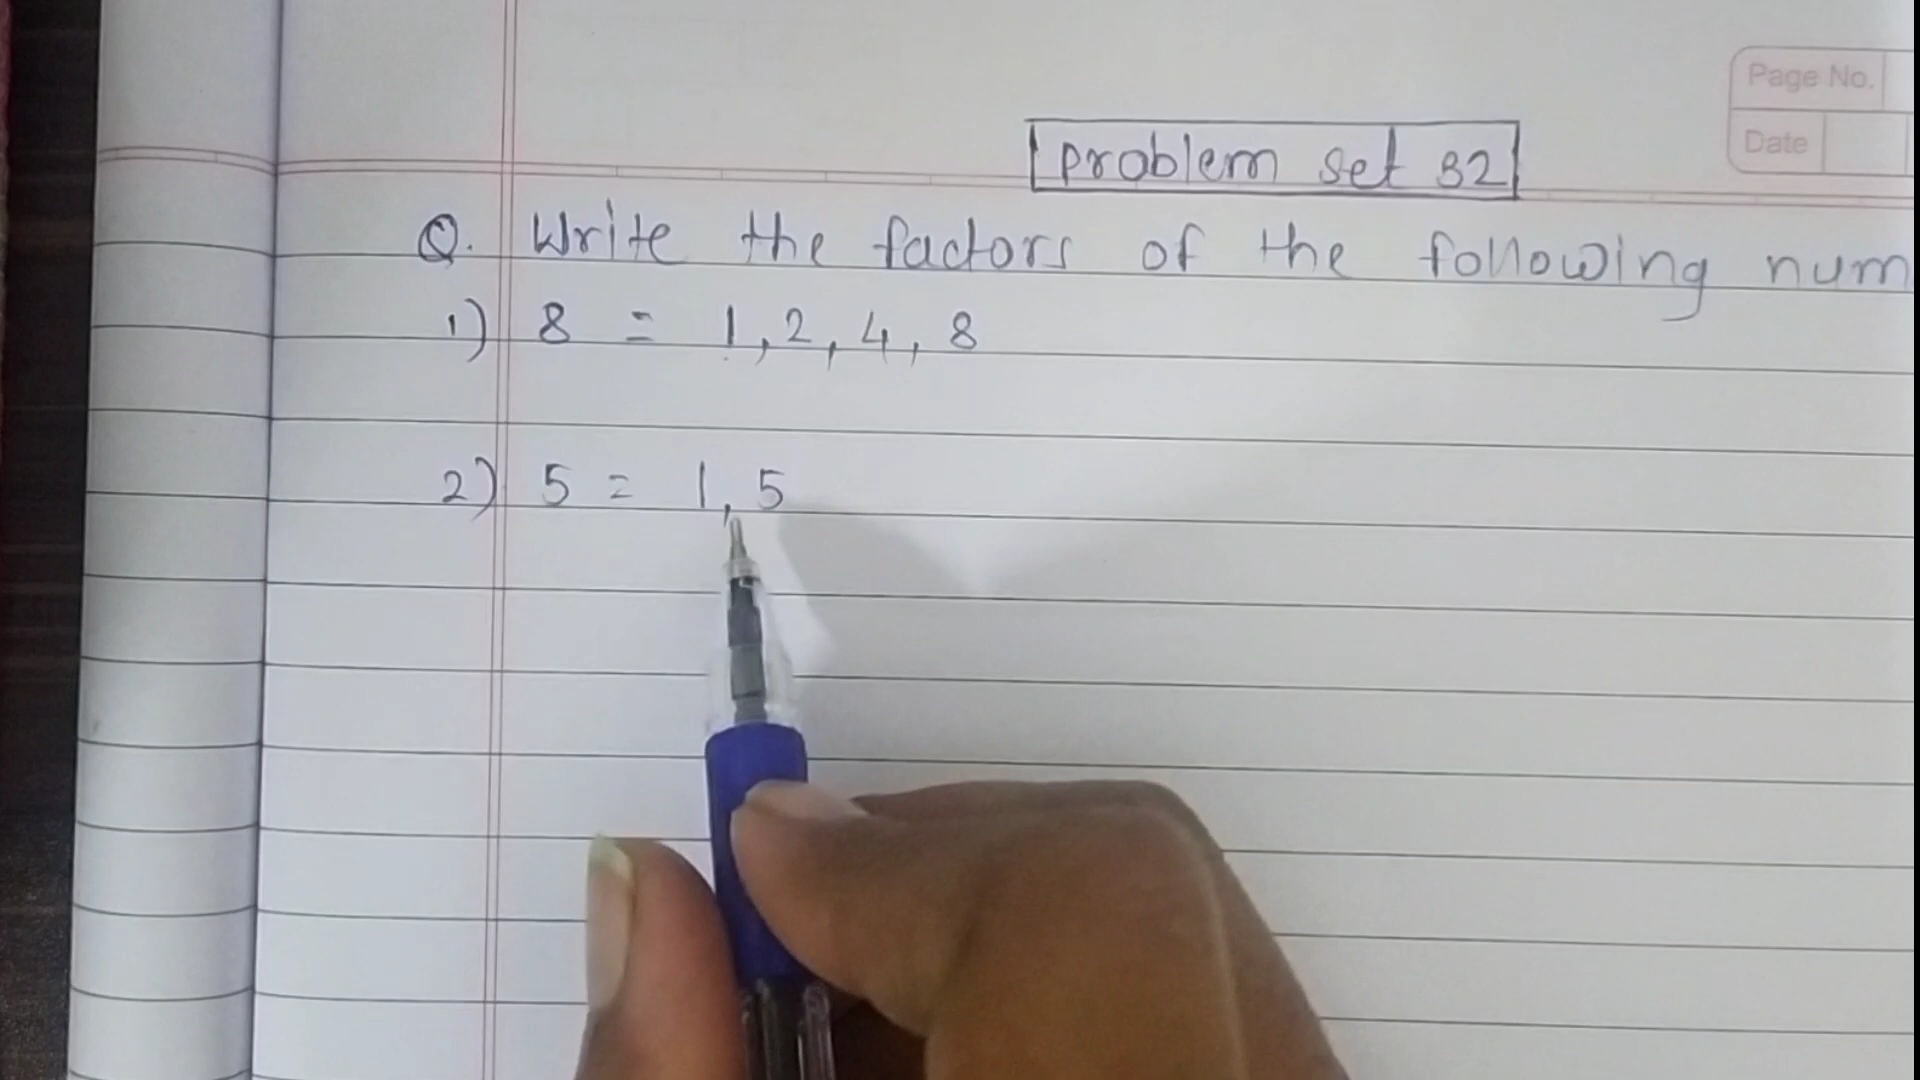 Page No.
Date
Problem set 32
Q. Write the factors of the following num
1) 8 = 1, 2, 4, 8
2) 5 = 1, 5